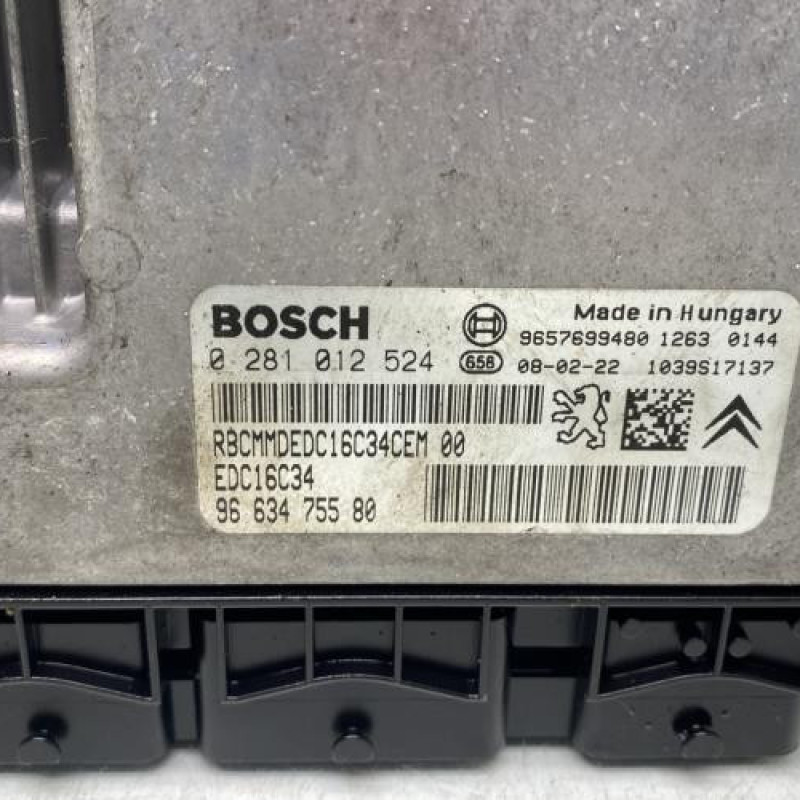 BOSCH
Made in Hungary
9657699480 1263 0144
0 281 012 524
658 08-02-22 1039S17137
RBCMMDEDC16C34CEM 00
EDC16C34
96 634 755 80